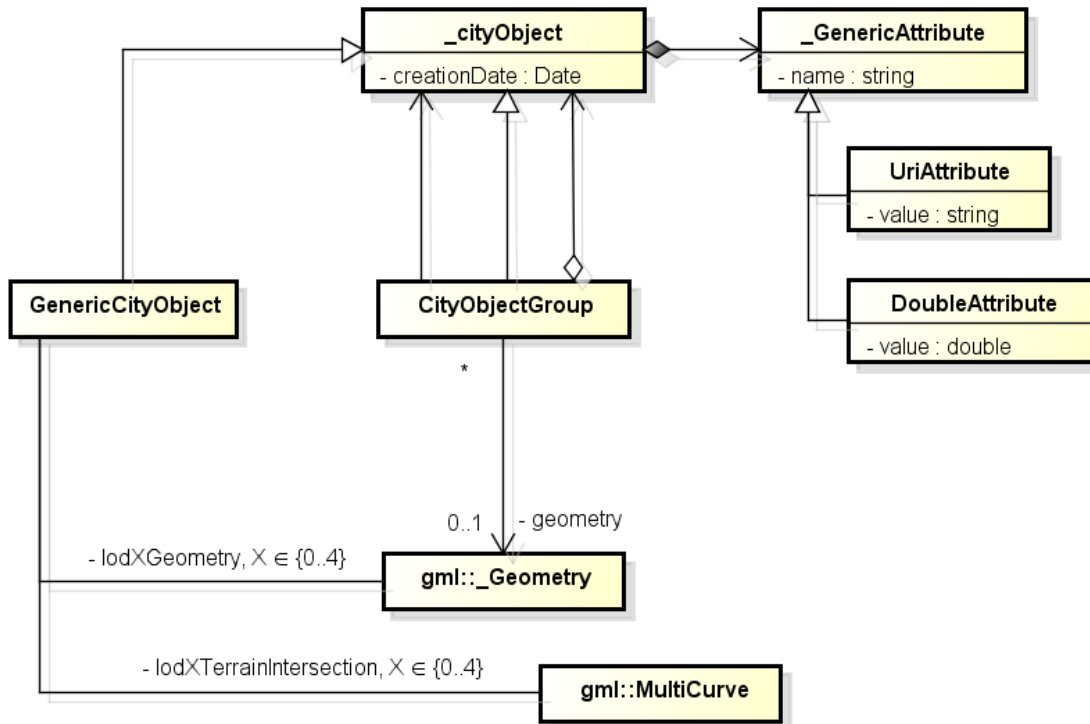 _cityObject
- creationDate : Date
_GenericAttribute
- name : string
UriAttribute
- value : string
GenericCityObject
CityObjectGroup
DoubleAttribute
- value : double
*
0..1
- geometry
- lodXGeometry, X ∈ {0..4}
gml::_Geometry
- lodXTerrainIntersection, X ∈ {0..4}
gml::MultiCurve